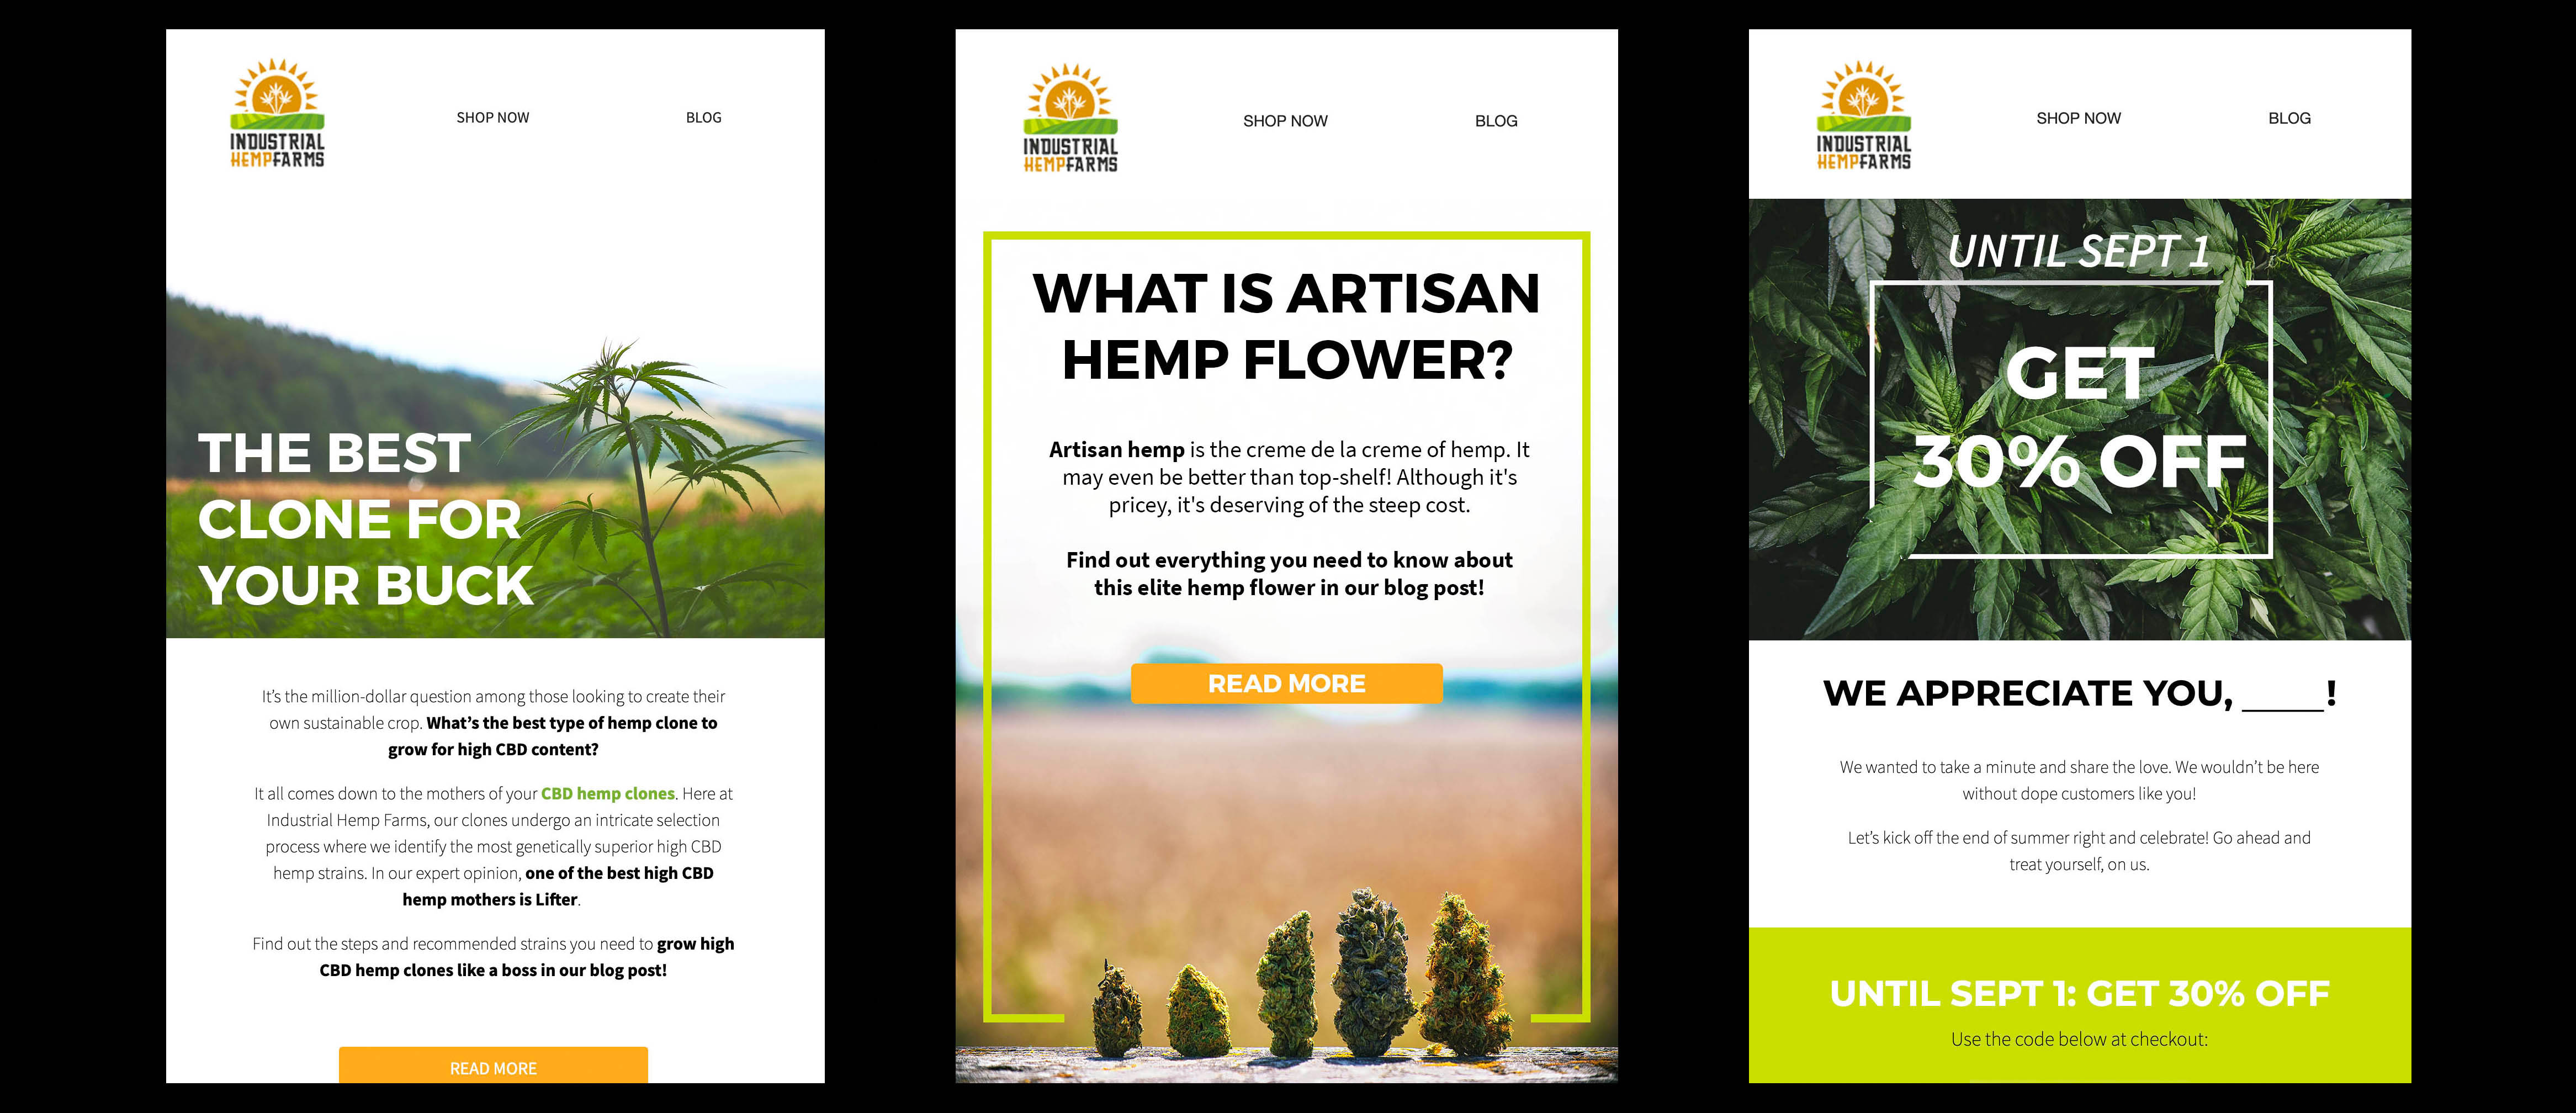 INDUSTRIAL
HEMPFARMS
SHOP NOW
BLOG
THE BEST
CLONE FOR
YOUR BUCK
It’s the million-dollar question among those looking to create their
own sustainable crop. What’s the best type of hemp clone to
grow for high CBD content?
It all comes down to the mothers of your CBD hemp clones. Here at
Industrial Hemp Farms, our clones undergo an intricate selection
process where we identify the most genetically superior high CBD
hemp strains. In our expert opinion, one of the best high CBD
hemp mothers is Lifter.
Find out the steps and recommended strains you need to grow high
CBD hemp clones like a boss in our blog post!
READ MORE
INDUSTRIAL
HEMPFARMS
SHOP NOW
BLOG
WHAT IS ARTISAN
HEMP FLOWER?
Artisan hemp is the creme de la creme of hemp. It
may even be better than top-shelf! Although it's
pricey, it's deserving of the steep cost.
Find out everything you need to know about
this elite hemp flower in our blog post!
READ MORE
INDUSTRIAL
HEMPFARMS
SHOP NOW
BLOG
UNTIL SEPT 1
GET
30% OFF
WE APPRECIATE YOU, ____!
We wanted to take a minute and share the love. We wouldn’t be here
without dope customers like you!
Let’s kick off the end of summer right and celebrate! Go ahead and
treat yourself, on us.
UNTIL SEPT 1: GET 30% OFF
Use the code below at checkout: